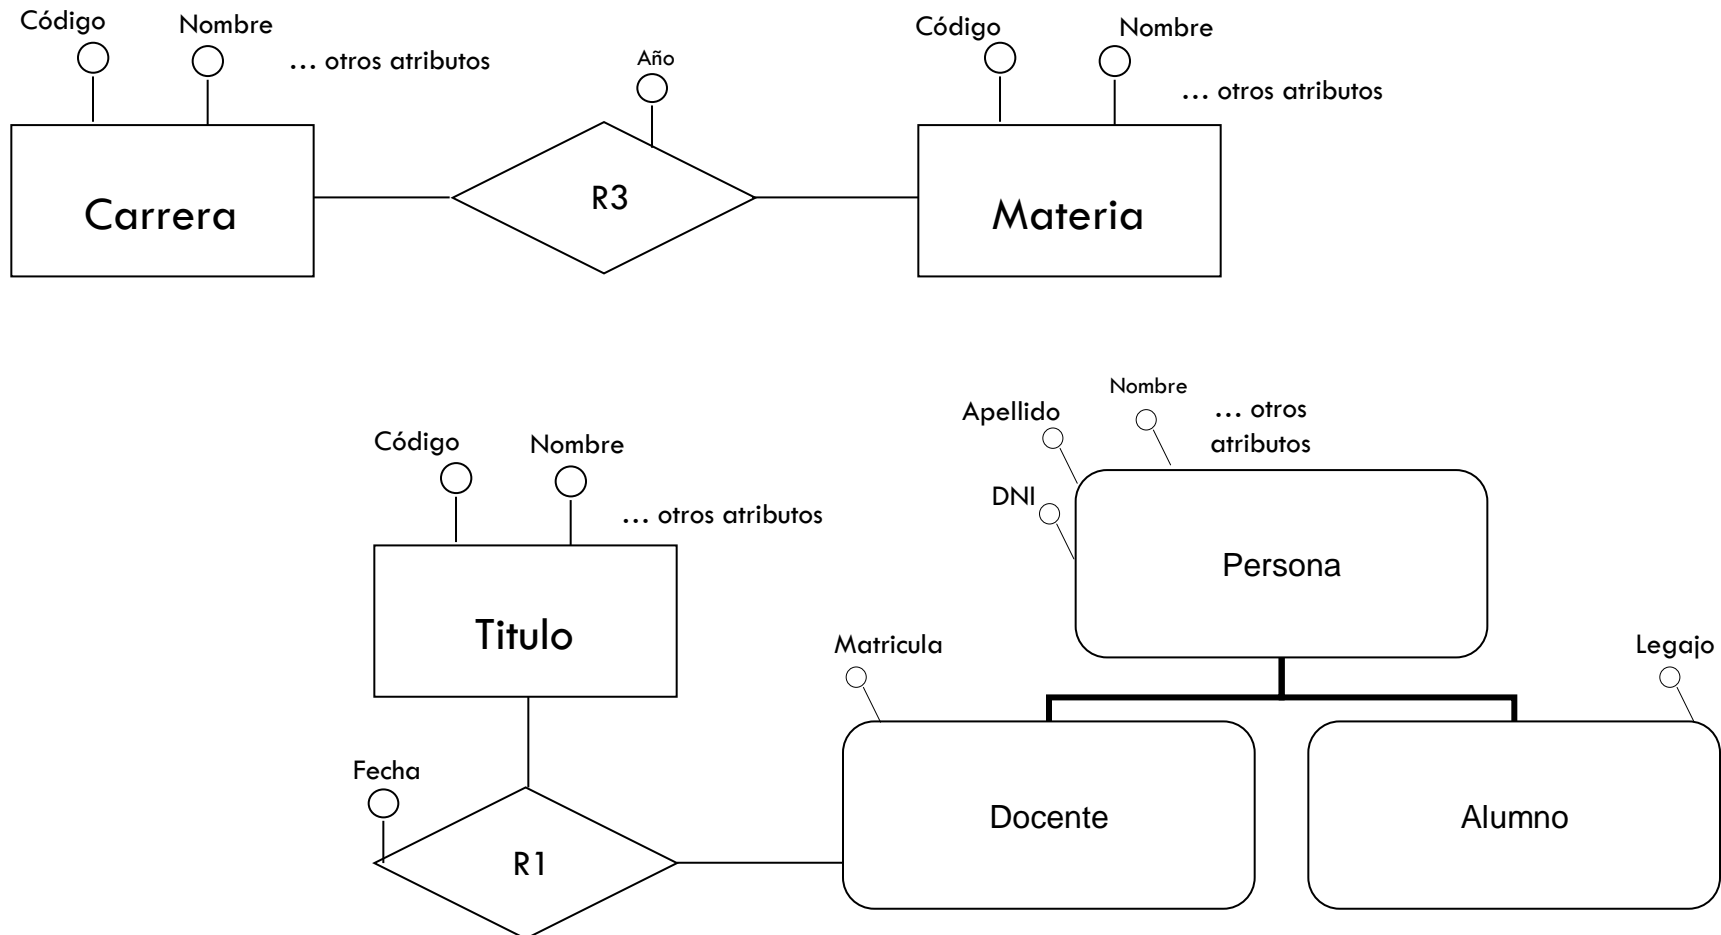 Código
Nombre
... otros atributos
Año
Código
Nombre
... otros atributos
Carrera
R3
Materia
Nombre
Apellido
... otros
atributos
DNI
Código
Nombre
... otros atributos
Persona
Titulo
Matricula
Legajo
Fecha
Docente
Alumno
R1